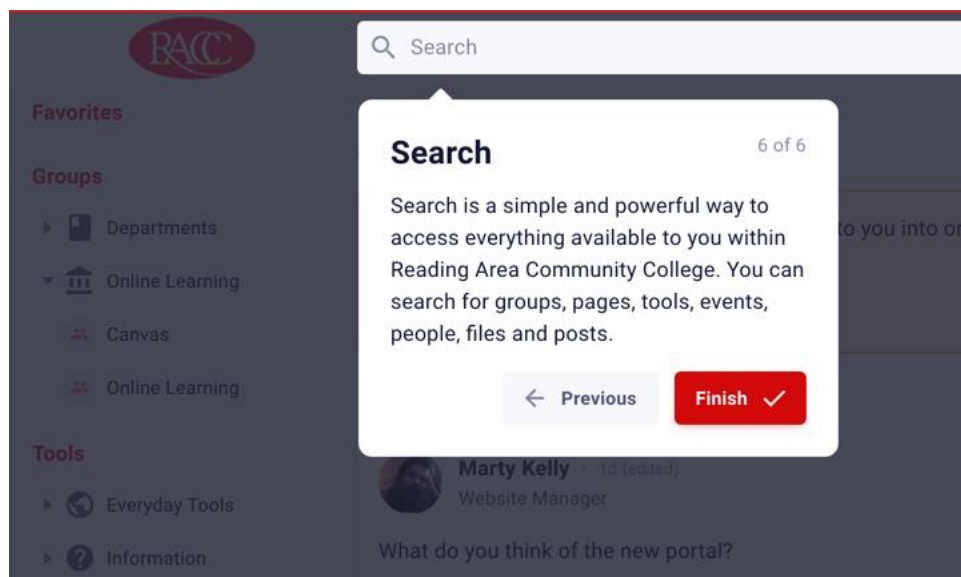 RACC
Search
Favorites
Groups
Departments
Online Learning
Canvas
Online Learning
Tools
Everyday Tools
Information
Search
6 of 6
Search is a simple and powerful way to
access everything available to you within
Reading Area Community College. You can
search for groups, pages, tools, events,
people, files and posts.
Previous
Finish
to you into or
Marty Kelly · 1d (edited)
Website Manager
What do you think of the new portal?